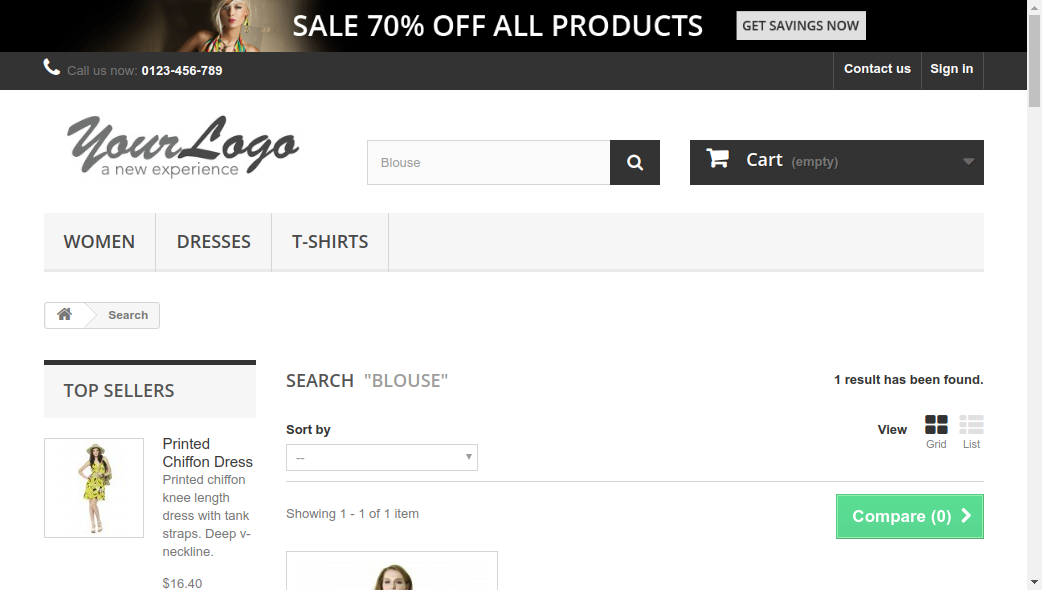 SALE 70% OFF ALL PRODUCTS
GET SAVINGS NOW
Call us now: 0123-456-789
Contact us
Sign in
YourLogo
a new experience
Blouse
Cart (empty)
WOMEN
DRESSES
T-SHIRTS
Search
TOP SELLERS
Printed
Chiffon Dress
Printed chiffon
knee length
dress with tank
straps. Deep v-
neckline.
$16.40
SEARCH "BLOUSE"
1 result has been found.
Sort by
--
View
Grid
List
Showing 1 - 1 of 1 item
Compare (0)